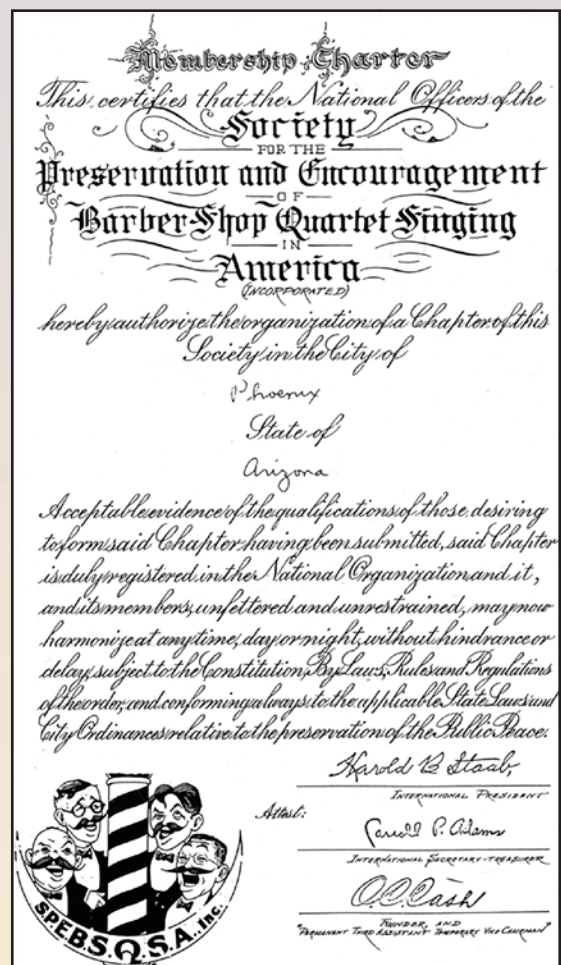 Membership Charter
This certifies that the National Officers of the
Society
FOR THE
Preservation and Encouragement
OF
Barber-Shop Quartet Singing
IN
America
(INCORPORATED)
hereby authorize the organization of a Chapter of this
Society in the City of
Phoenix
State of
Arizona
Acceptable evidence of the qualifications of those desiring
to form said Chapter having been submitted, said Chapter
is duly registered in the National Organization and it,
and its members, unfettered and unrestrained, may now
harmonize at any time, day or night, without hindrance or
delay, subject to the Constitution, By Laws, Rules and Regulations
of the order, and conforming always to the applicable State Laws and
City Ordinances relative to the preservation of the Public Peace.
Harold B Staab,
INTERNATIONAL PRESIDENT
Attest:
Carroll P. Adams
INTERNATIONAL SECRETARY-TREASURER
O.C. Cash
FOUNDER, AND
"PERMANENT THIRD ASSISTANT TEMPORARY VICE CHAIRMAN"
S.P.E.B.S.Q.S.A., Inc.